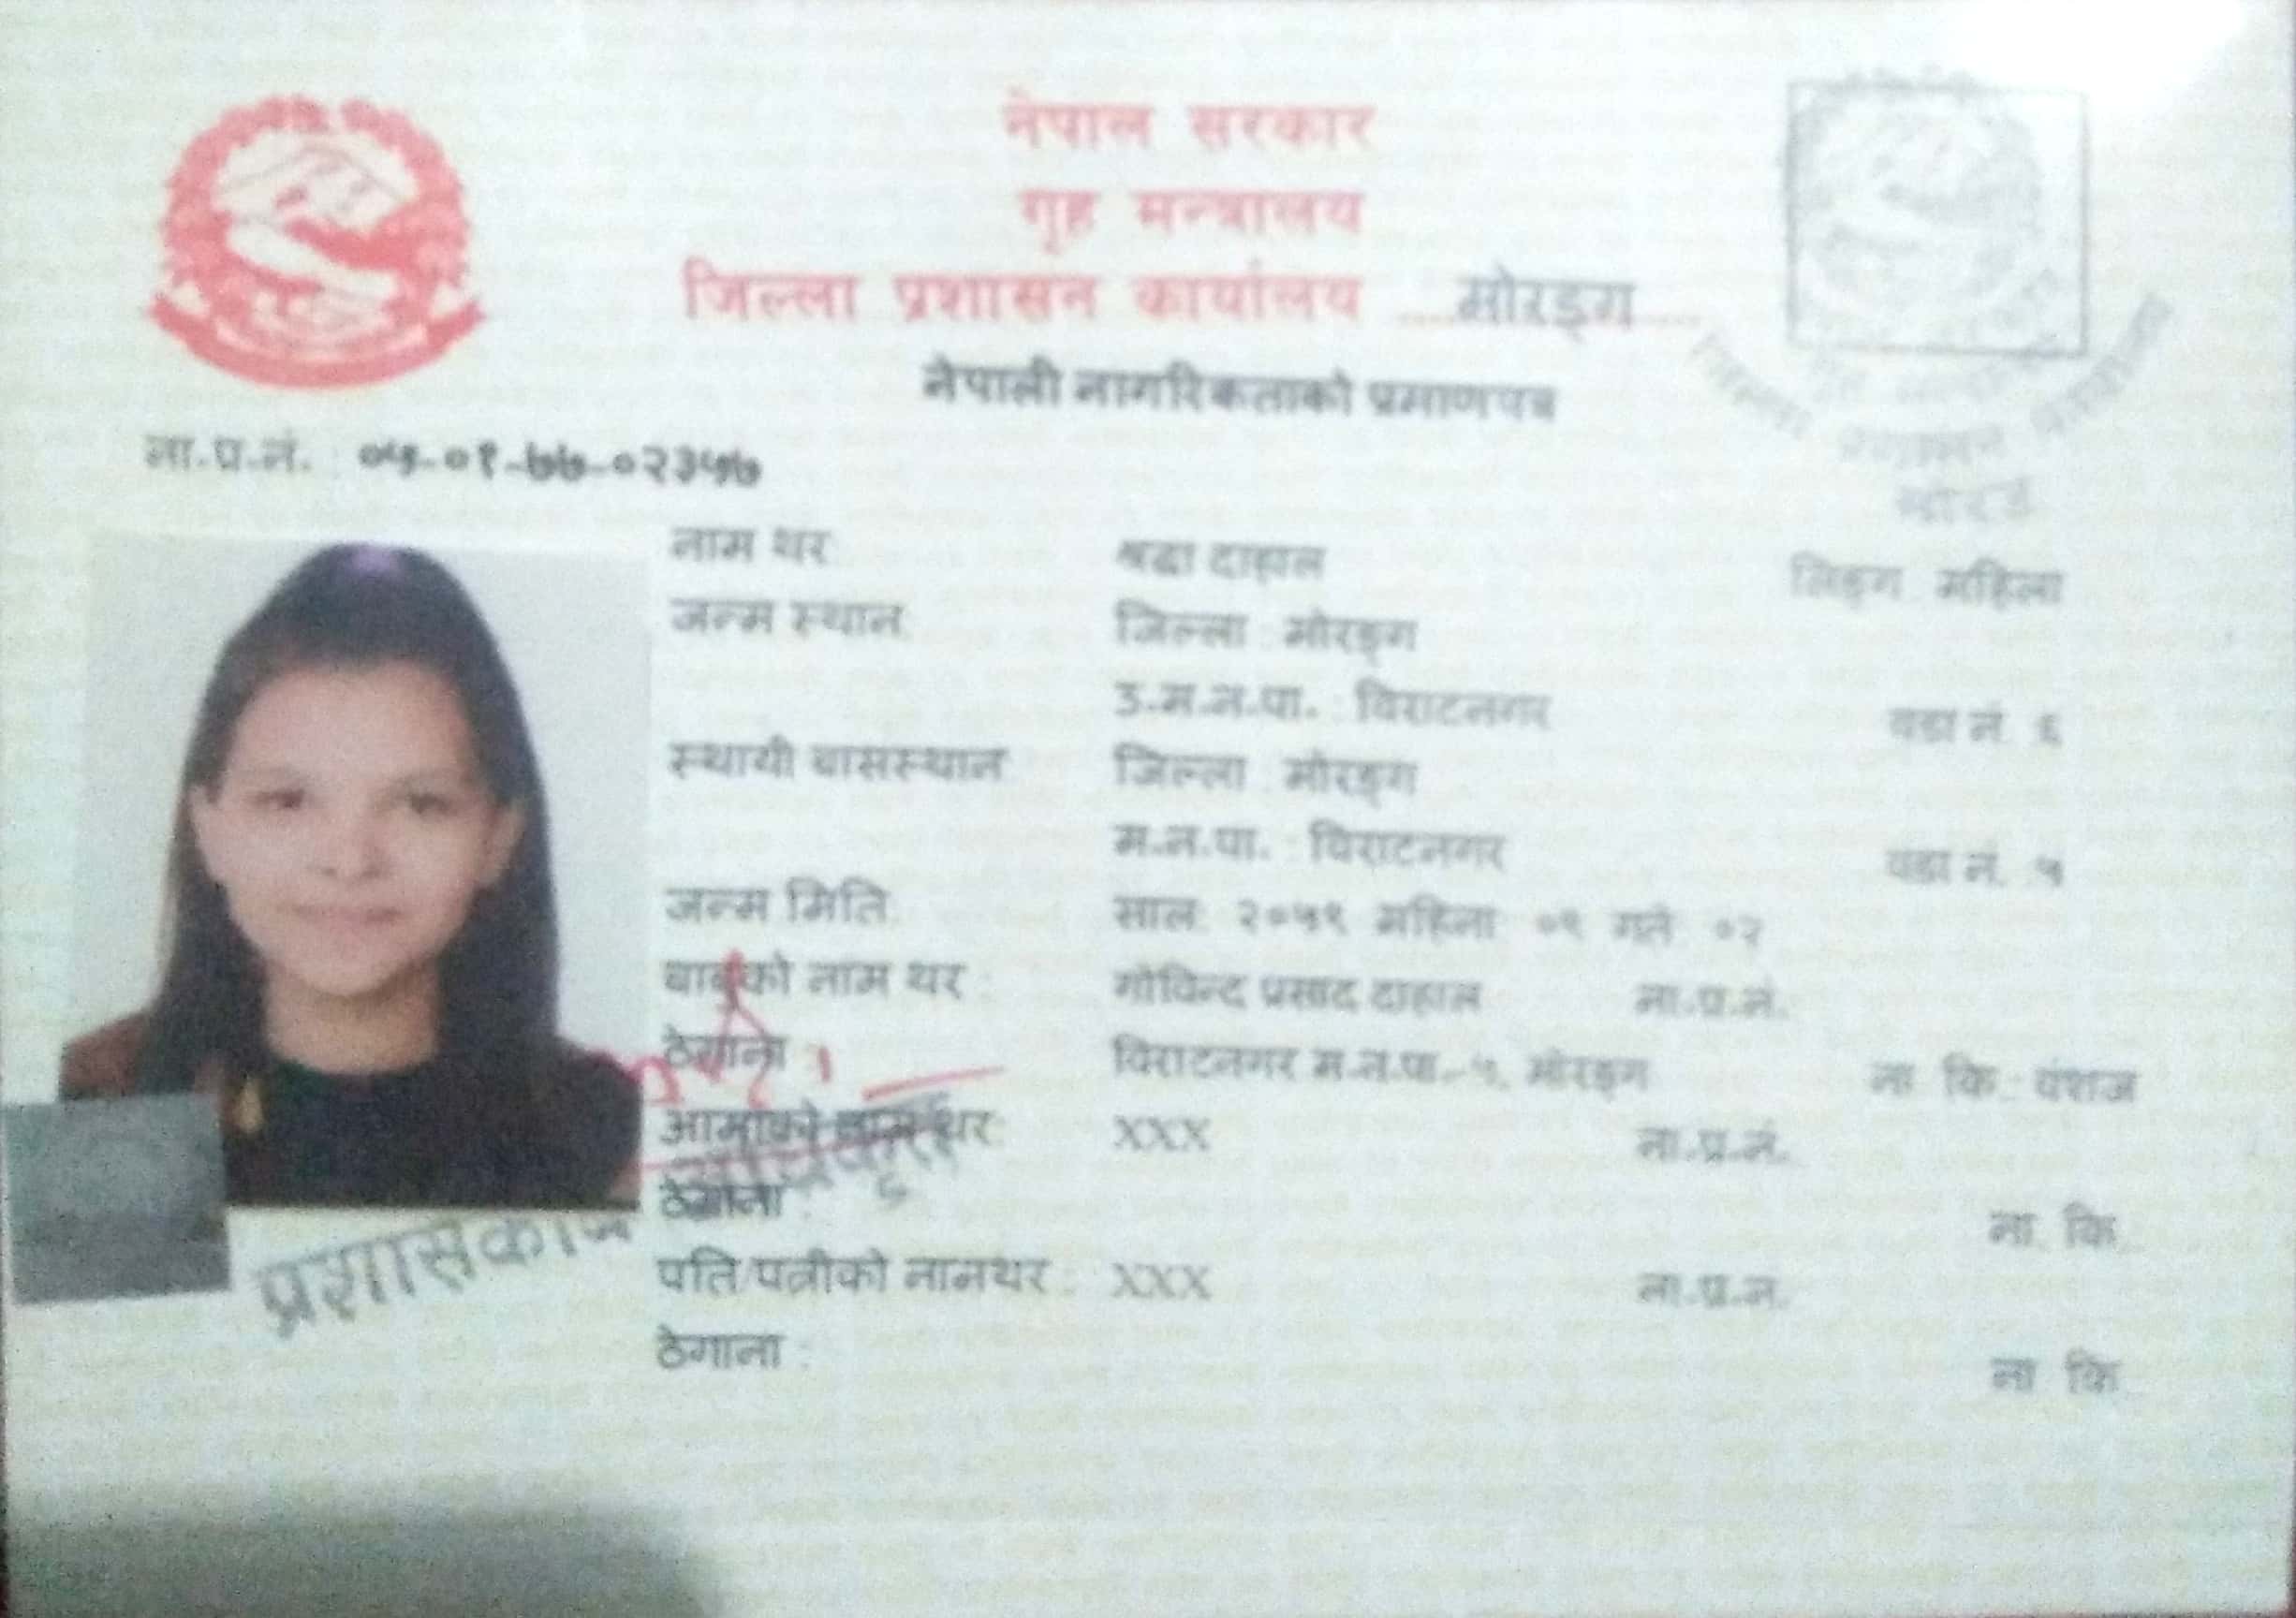 नेपाल सरकार
गृह मन्त्रालय
जिल्ला प्रशासन कार्यालय मोरङ्ग
नेपाली नागरिकताको प्रमाणपत्र
ना.प्र.नं. : ०५-०१-७७-०२३५७
नाम थर: श्रद्धा दाहाल लिङ्ग : महिला
जन्म स्थान: जिल्ला : मोरङ्ग
उ.म.न.पा. : विराटनगर वडा नं. ६
स्थायी बासस्थान: जिल्ला : मोरङ्ग
म.न.पा. : विराटनगर वडा नं. ५
जन्म मिति: साल: २०५९ महिना ०९ गते ०२
बाबुको नाम थर : गोविन्द प्रसाद दाहाल ना.प्र.नं.
ठेगाना : विराटनगर म.न.पा.-५, मोरङ्ग ना कि.: वंशज
आमाको नाम थर: XXX ना.प्र.नं.
ठेगाना : ना. कि.
पति/पत्नीको नामथर : XXX ना.प्र.नं.
ठेगाना : ना कि
जिल्ला प्रशासन कार्यालय
मोरङ